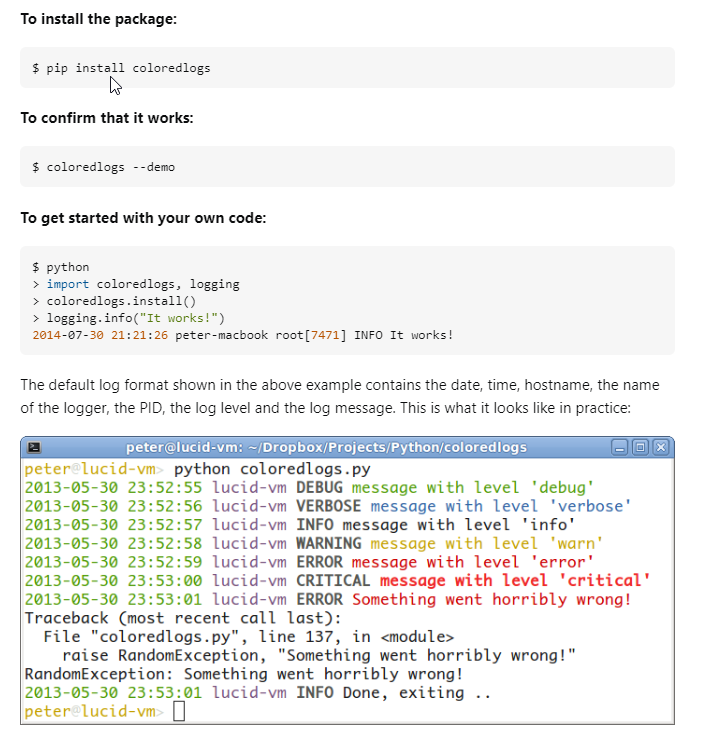 To install the package:
$ pip install coloredlogs
To confirm that it works:
$ coloredlogs --demo
To get started with your own code:
$ python
> import coloredlogs, logging
> coloredlogs.install()
> logging.info("It works!")
2014-07-30 21:21:26 peter-macbook root[7471] INFO It works!
The default log format shown in the above example contains the date, time, hostname, the name
of the logger, the PID, the log level and the log message. This is what it looks like in practice:
peter@lucid-vm: ~/Dropbox/Projects/Python/coloredlogs
peter@lucid-vm> python coloredlogs.py
2013-05-30 23:52:55 lucid-vm DEBUG message with level 'debug'
2013-05-30 23:52:56 lucid-vm VERBOSE message with level 'verbose'
2013-05-30 23:52:57 lucid-vm INFO message with level 'info'
2013-05-30 23:52:58 lucid-vm WARNING message with level 'warn'
2013-05-30 23:52:59 lucid-vm ERROR message with level 'error'
2013-05-30 23:53:00 lucid-vm CRITICAL message with level 'critical'
2013-05-30 23:53:01 lucid-vm ERROR Something went horribly wrong!
Traceback (most recent call last):
  File "coloredlogs.py", line 137, in <module>
    raise RandomException, "Something went horribly wrong!"
RandomException: Something went horribly wrong!
2013-05-30 23:53:01 lucid-vm INFO Done, exiting ..
peter@lucid-vm>